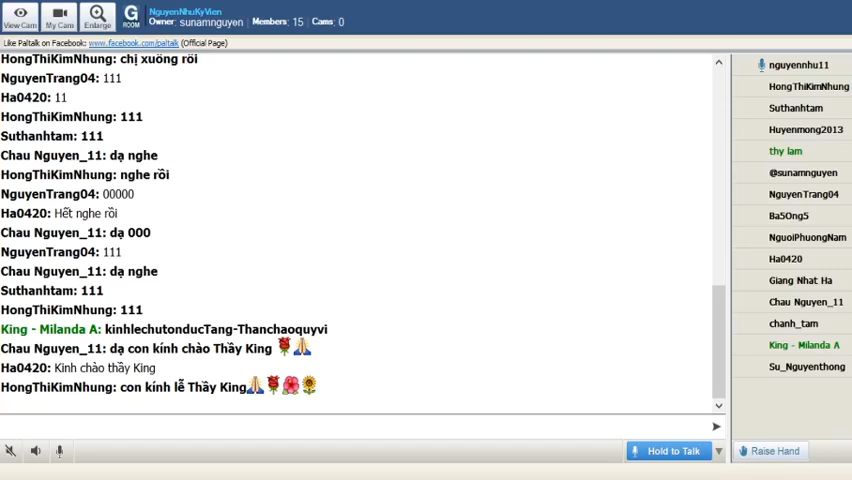 View Cam
My Cam
Enlarge
G
ROOM
NguyenNhuKyVien
Owner: sunamnguyen Members: 15 Cams: 0
Like Paltalk on Facebook: www.facebook.com/paltalk (Official Page)
HongThiKimNhung: chị xuống rồi
NguyenTrang04: 111
Ha0420: 11
HongThiKimNhung: 111
Suthanhtam: 111
Chau Nguyen_11: dạ nghe
HongThiKimNhung: nghe rồi
NguyenTrang04: 00000
Ha0420: Hết nghe rồi
Chau Nguyen_11: dạ 000
NguyenTrang04: 111
Chau Nguyen_11: dạ nghe
Suthanhtam: 111
HongThiKimNhung: 111
King - Milanda A: kinhlechutonducTang-Thanchaoquyvi
Chau Nguyen_11: dạ con kính chào Thầy King
Ha0420: Kinh chào thầy King
HongThiKimNhung: con kính lễ Thầy King
Hold to Talk
nguyennhu11
HongThiKimNhung
Suthanhtam
Huyenmong2013
thy lam
@sunamnguyen
NguyenTrang04
Ba5Ong5
NguoiPhuongNam
Ha0420
Giang Nhat Ha
Chau Nguyen_11
chanh_tam
King - Milanda A
Su_Nguyenthong
Raise Hand